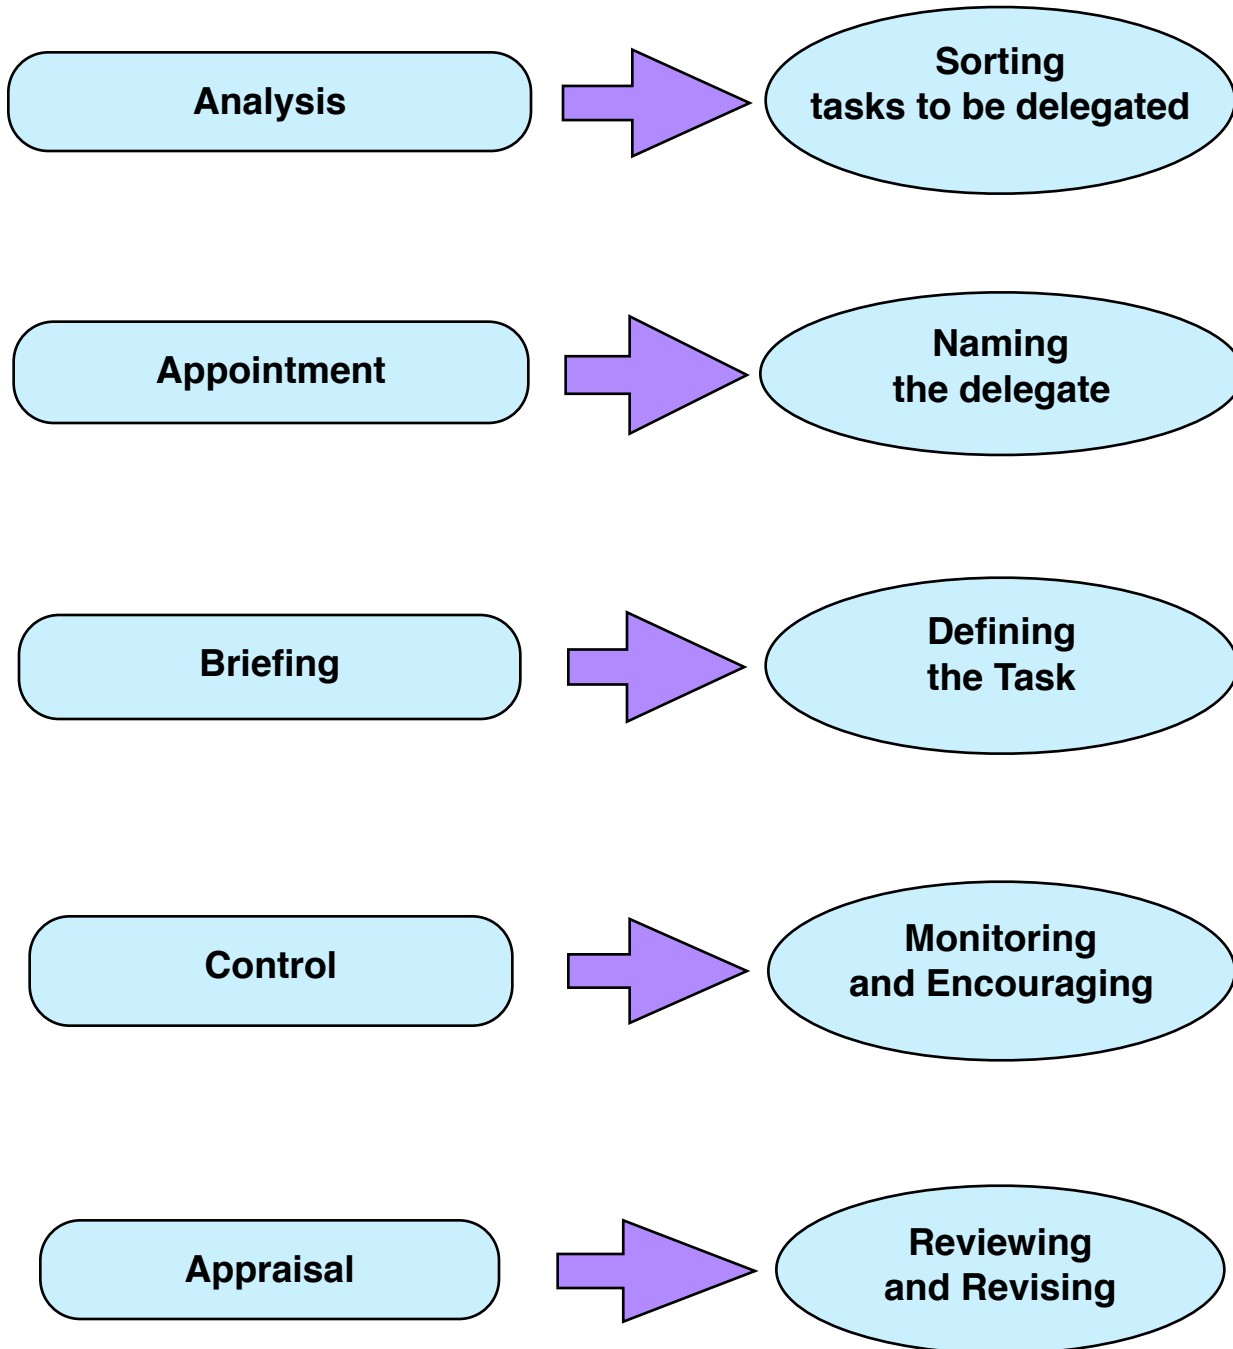 Analysis
Sorting
tasks to be delegated
Appointment
Naming
the delegate
Briefing
Defining
the Task
Control
Monitoring
and Encouraging
Appraisal
Reviewing
and Revising